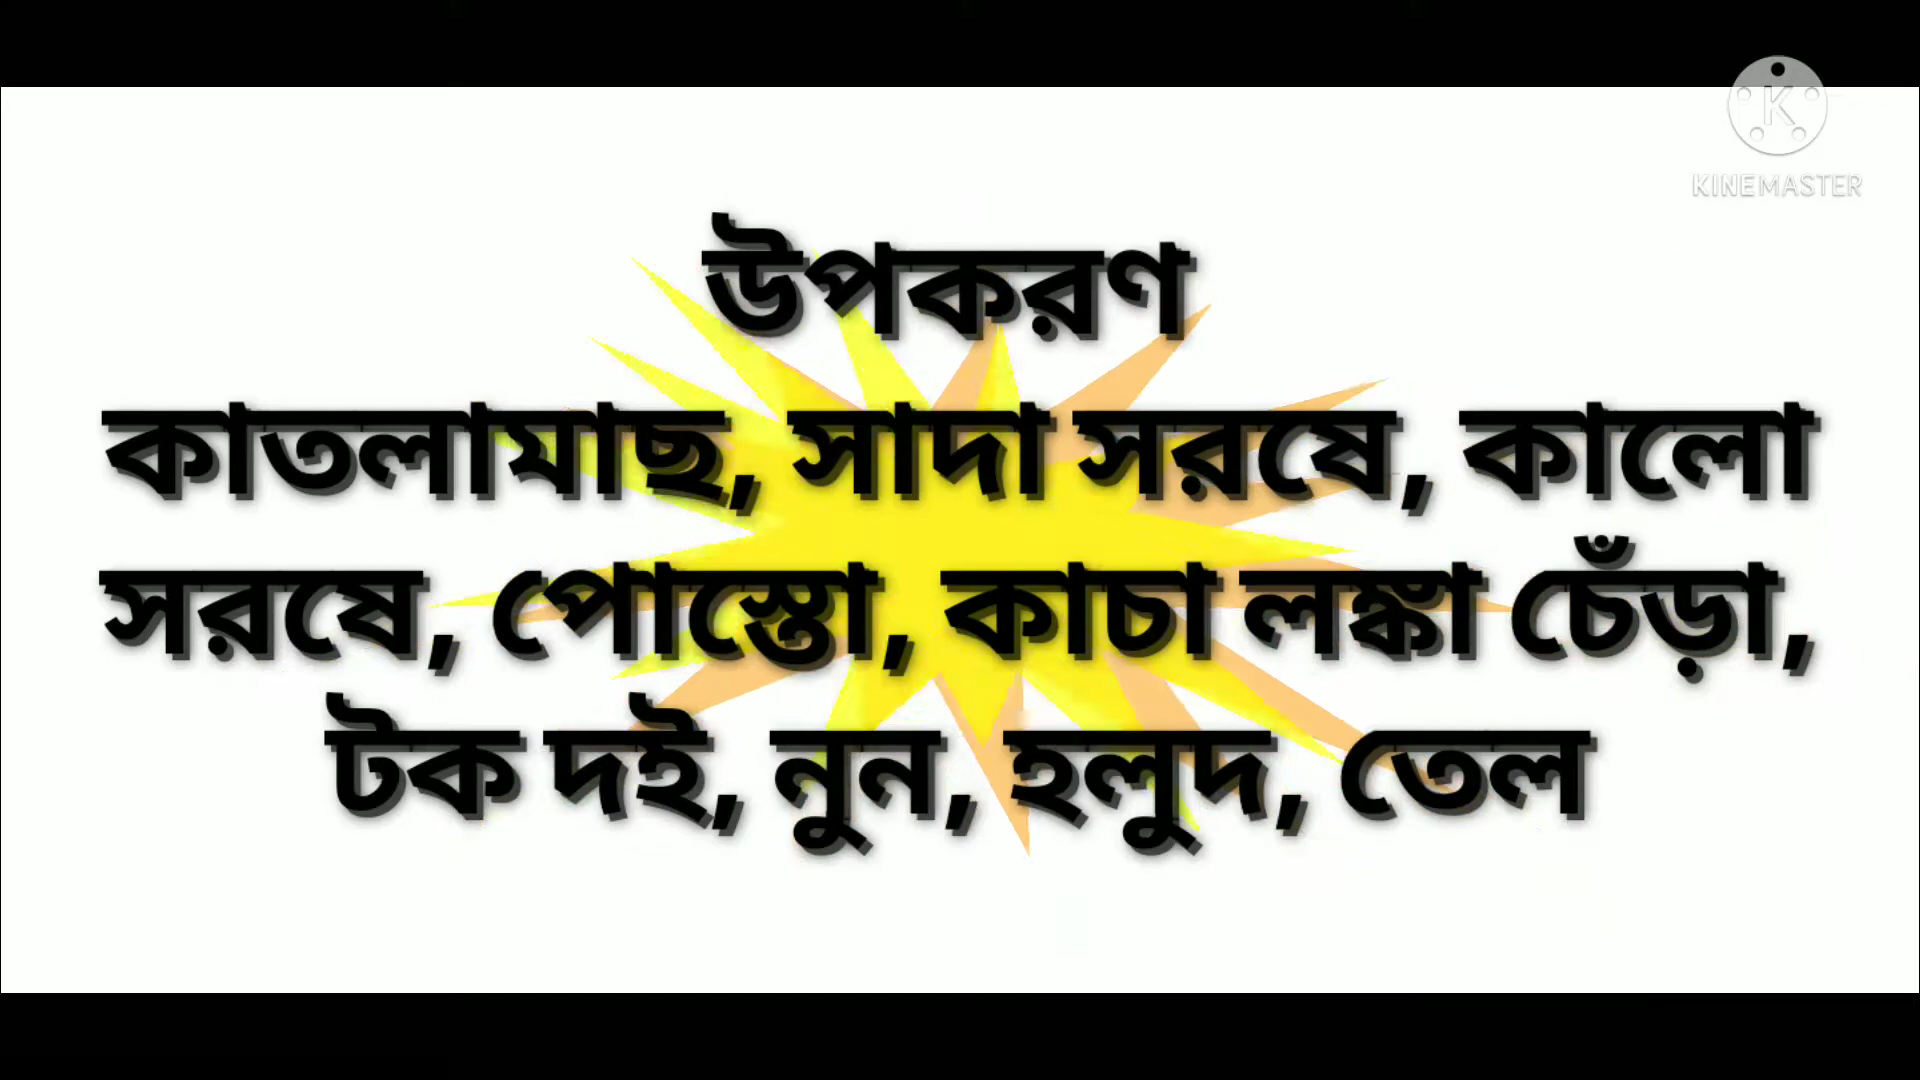 KINEMASTER
উপকরণ
কাতলামাছ, সাদা সরষে, কালো
সরষে, পোস্তো, কাচা লঙ্কা চেঁড়া,
টক দই, নুন, হলুদ, তেল